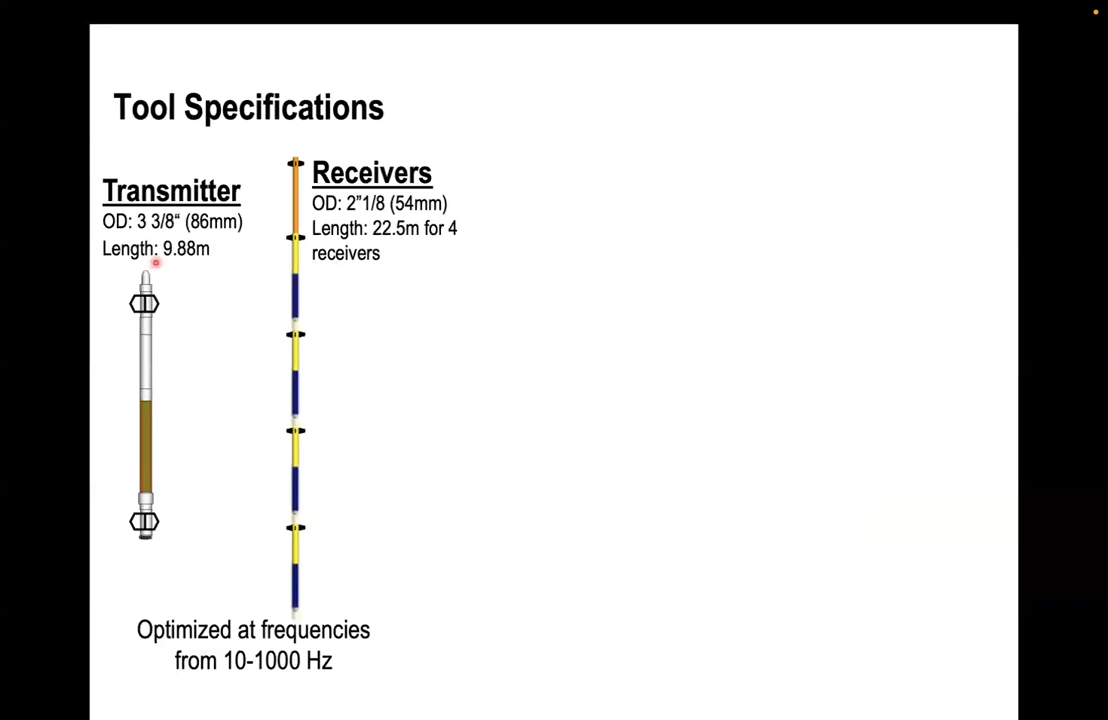 Tool Specifications
Transmitter
OD: 3 3/8“ (86mm)
Length: 9.88m
Receivers
OD: 2”1/8 (54mm)
Length: 22.5m for 4
receivers
Optimized at frequencies
from 10-1000 Hz